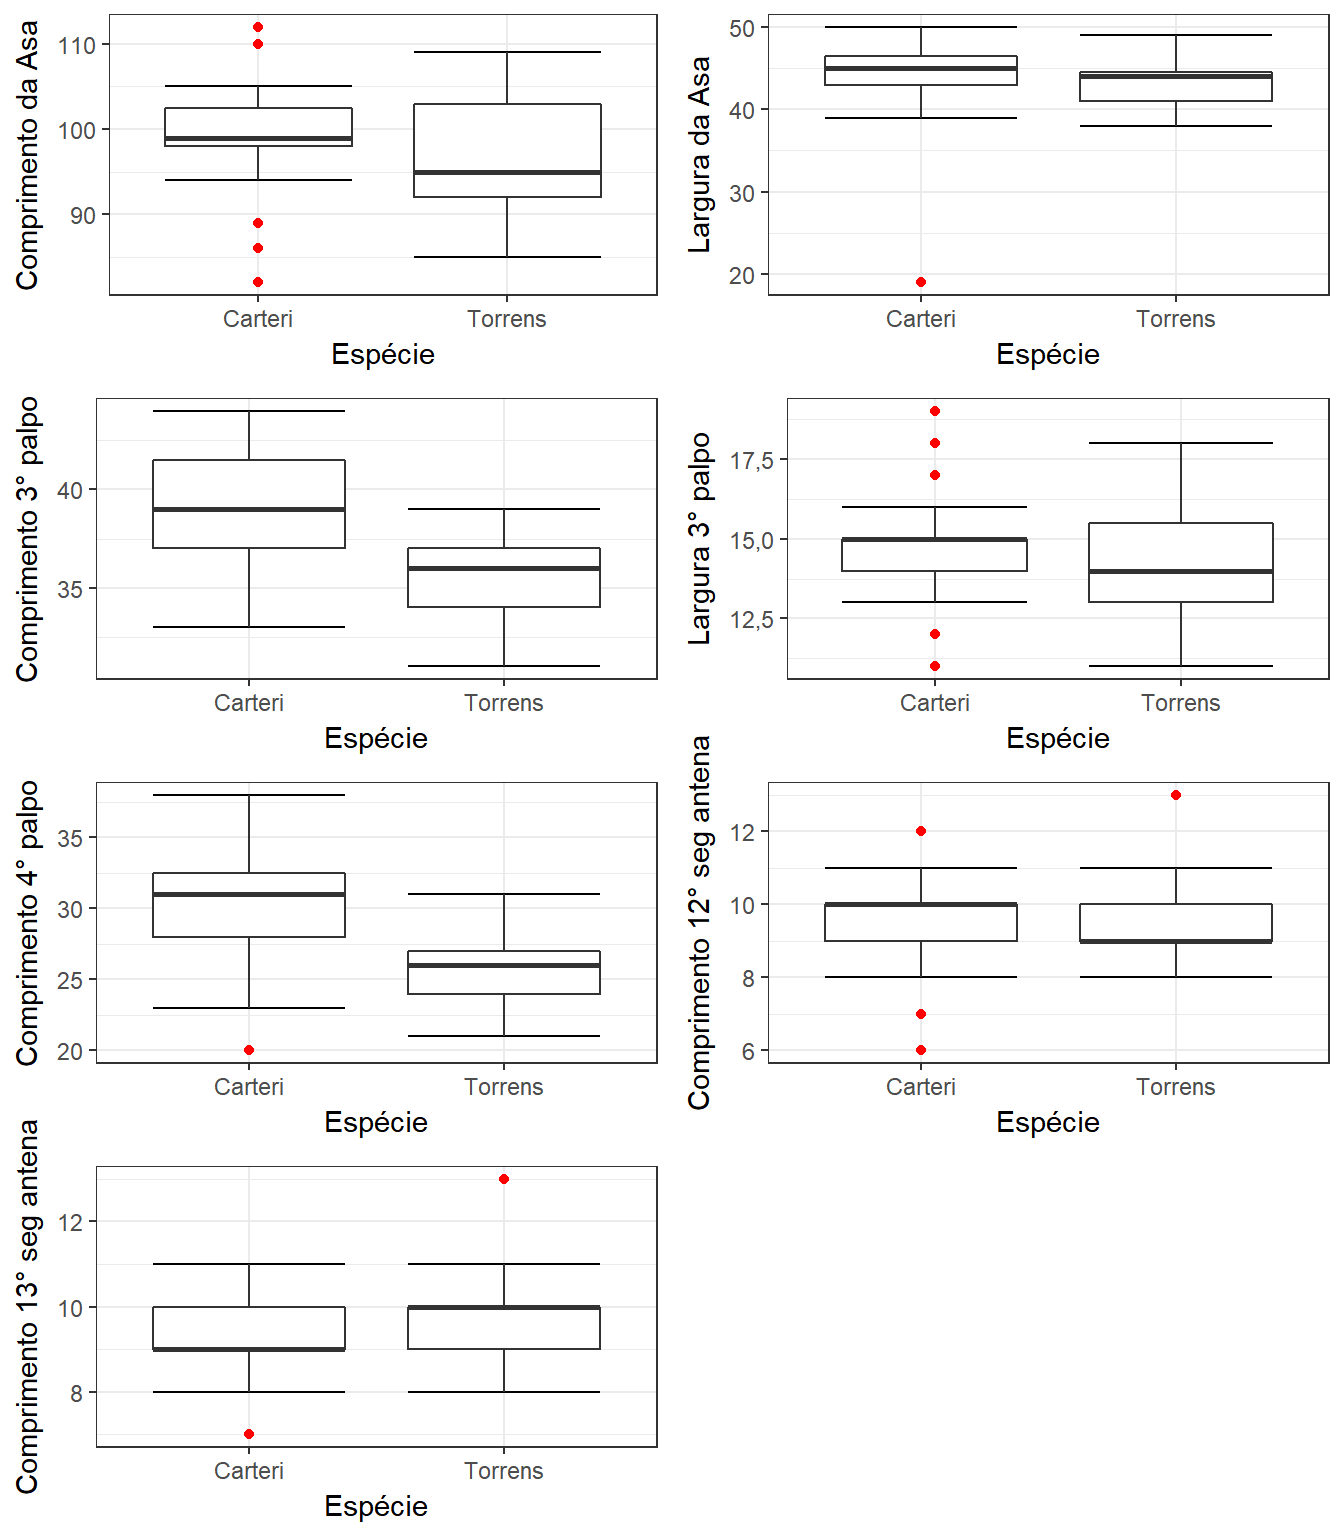 Comprimento da Asa
110
100
90
Carteri Torrens
Espécie
Largura da Asa
50
40
30
20
Carteri Torrens
Espécie
Comprimento 3° palpo
40
35
Carteri Torrens
Espécie
Largura 3° palpo
17,5
15,0
12,5
Carteri Torrens
Espécie
Comprimento 4° palpo
35
30
25
20
Carteri Torrens
Espécie
Comprimento 12° seg antena
12
10
8
6
Carteri Torrens
Espécie
Comprimento 13° seg antena
12
10
8
Carteri Torrens
Espécie